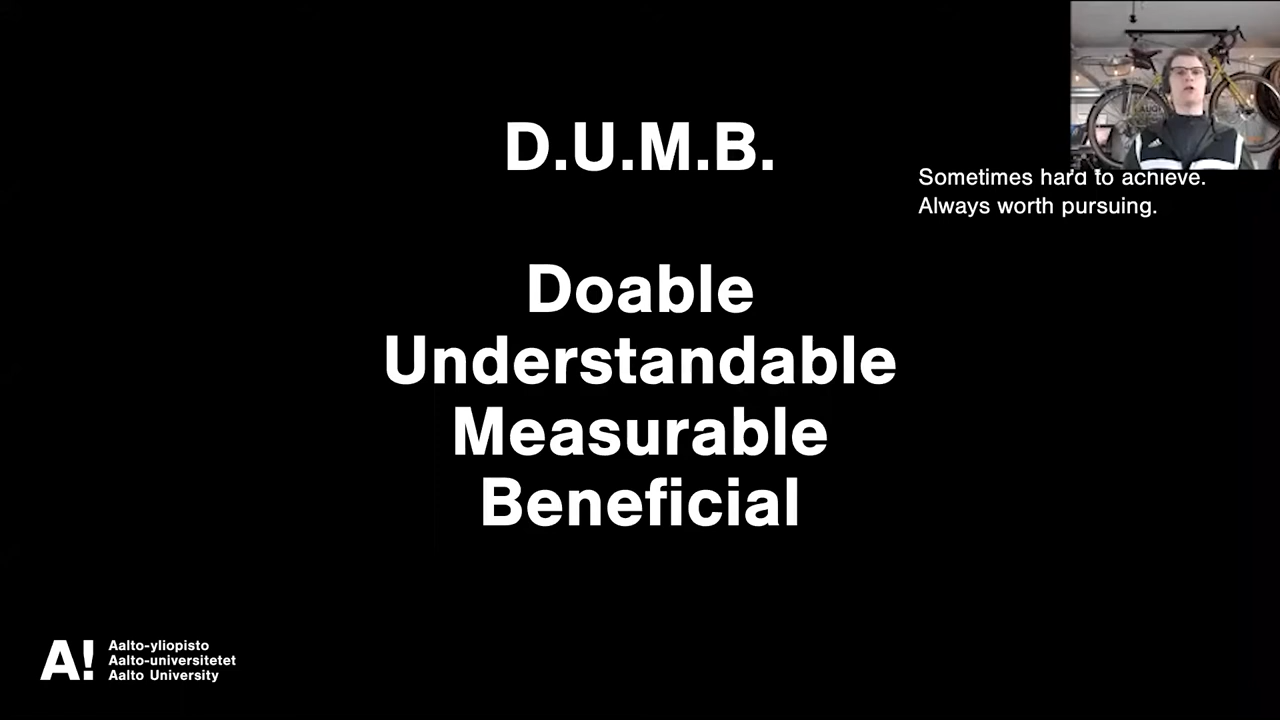 D.U.M.B.
Sometimes hard to achieve.
Always worth pursuing.
Doable
Understandable
Measurable
Beneficial
A!
Aalto-yliopisto
Aalto-universitetet
Aalto University